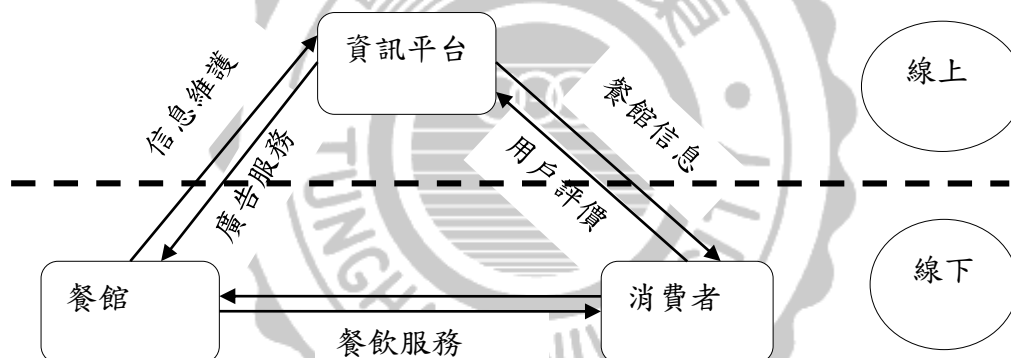 資訊平台
線上
信息維護
廣告服務
餐館信息
用戶評價
餐館
消費者
線下
餐飲服務
TUNGH